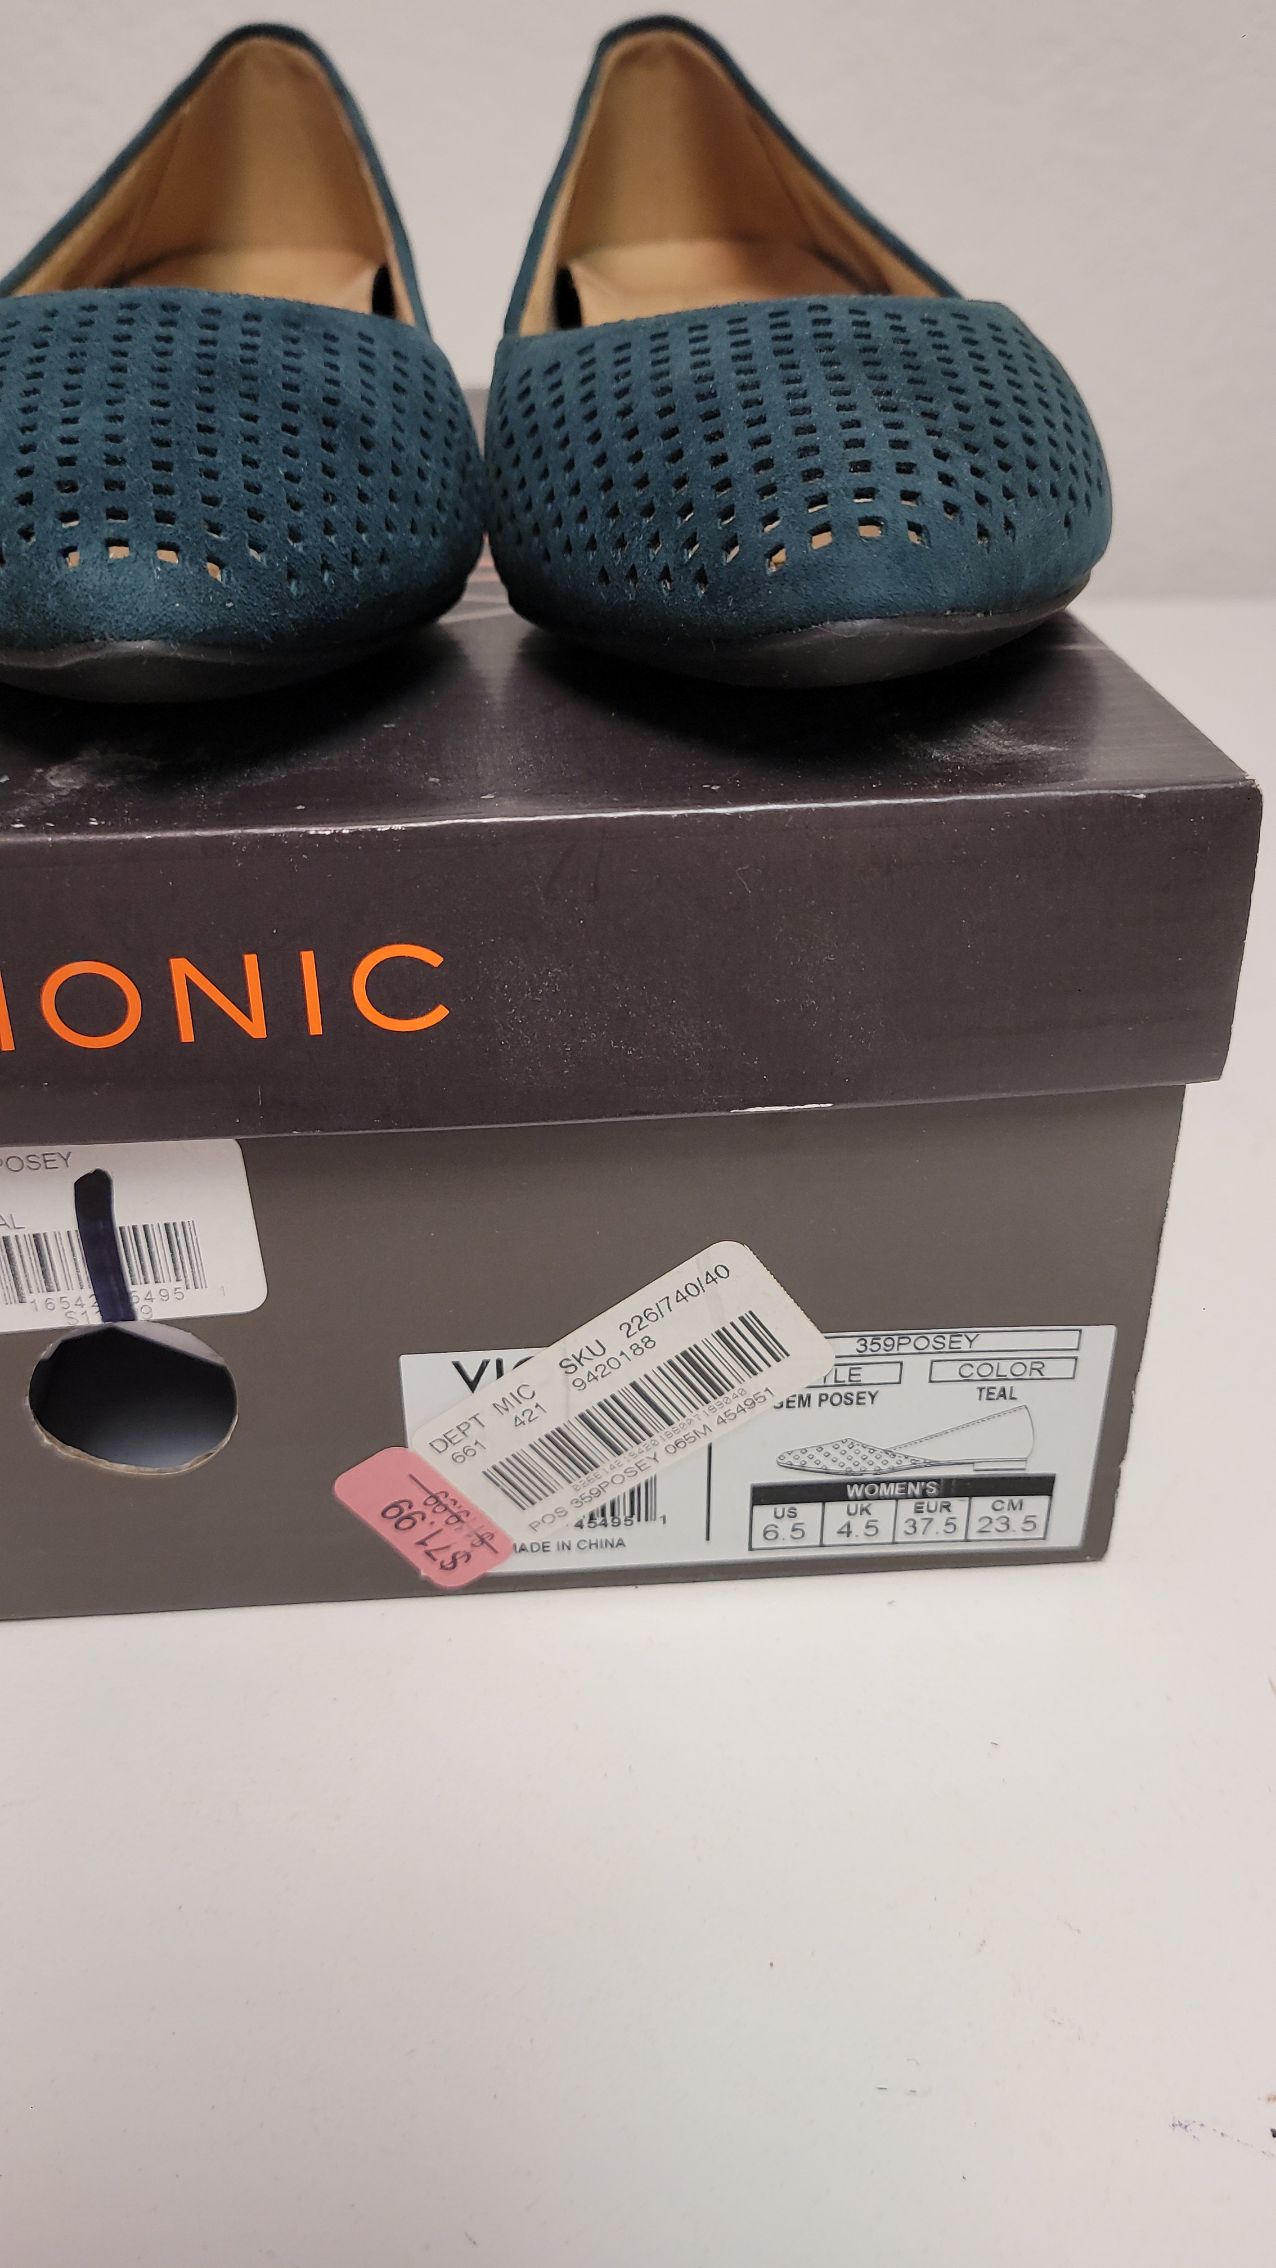 IONIC
POSEY
AL
5495 1
DEPT MIC SKU 226/740/40
661 421 9420188
POS 359POSEY 065M 454951
$71.99
359POSEY
COLOR
GEM POSEY TEAL
WOMEN'S
US UK EUR CM
6.5 4.5 37.5 23.5
45495 1
MADE IN CHINA